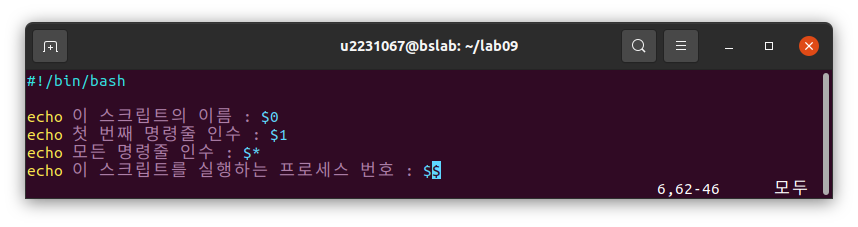 u2231067@bslab: ~/lab09
#!/bin/bash
echo 이 스크립트의 이름 : $0
echo 첫 번째 명령줄 인수 : $1
echo 모든 명령줄 인수 : $*
echo 이 스크립트를 실행하는 프로세스 번호 : $$
6,62-46 모두